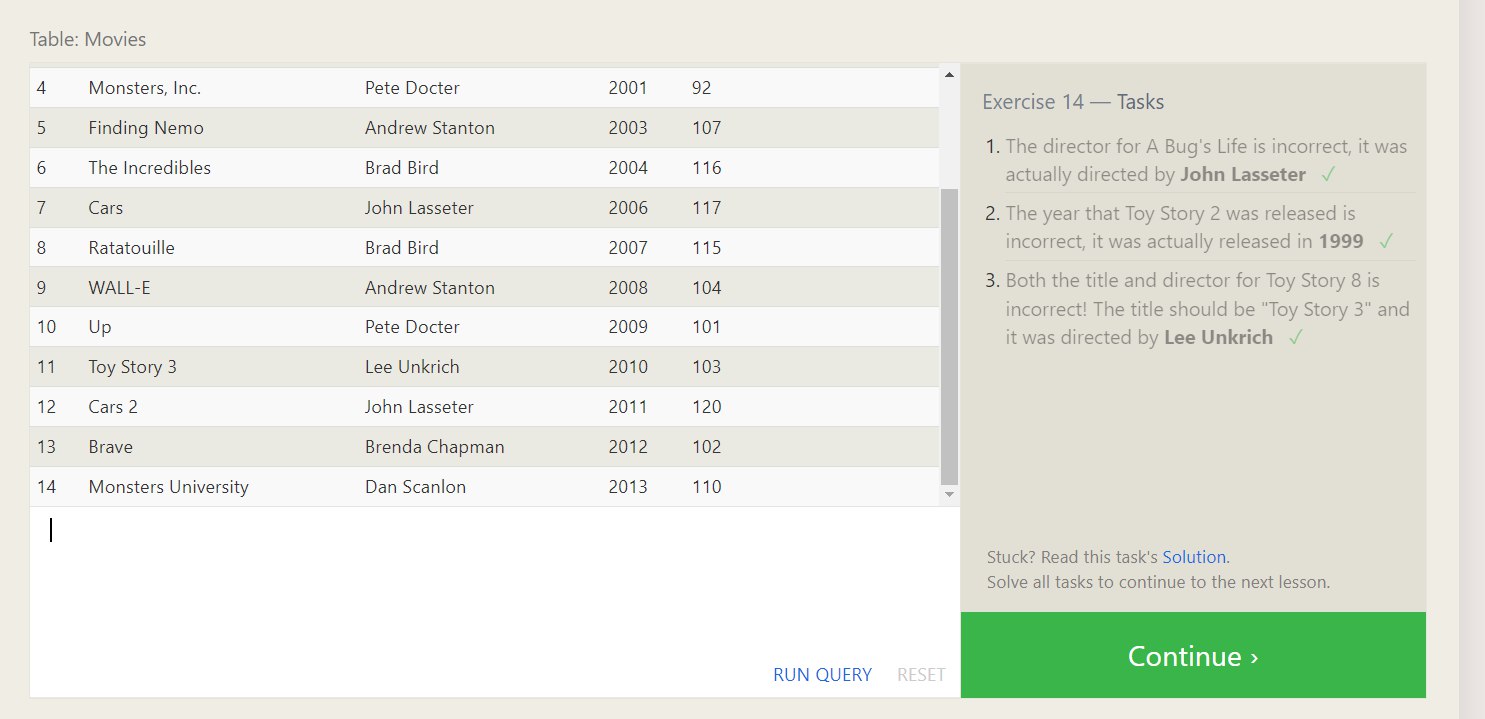 Table: Movies
4 Monsters, Inc. Pete Docter 2001 92
5 Finding Nemo Andrew Stanton 2003 107
6 The Incredibles Brad Bird 2004 116
7 Cars John Lasseter 2006 117
8 Ratatouille Brad Bird 2007 115
9 WALL-E Andrew Stanton 2008 104
10 Up Pete Docter 2009 101
11 Toy Story 3 Lee Unkrich 2010 103
12 Cars 2 John Lasseter 2011 120
13 Brave Brenda Chapman 2012 102
14 Monsters University Dan Scanlon 2013 110
RUN QUERY RESET
Exercise 14 — Tasks
1. The director for A Bug's Life is incorrect, it was
actually directed by John Lasseter ✓
2. The year that Toy Story 2 was released is
incorrect, it was actually released in 1999 ✓
3. Both the title and director for Toy Story 8 is
incorrect! The title should be "Toy Story 3" and
it was directed by Lee Unkrich ✓
Stuck? Read this task's Solution.
Solve all tasks to continue to the next lesson.
Continue ›